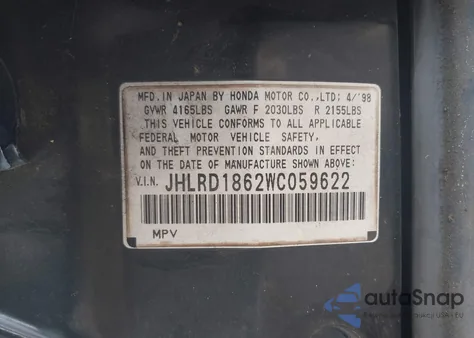 MFD. IN JAPAN BY HONDA MOTOR CO.,LTD; 4/'98
GVWR 4165LBS GAWR F 2030LBS R 2155LBS
THIS VEHICLE CONFORMS TO ALL APPLICABLE
FEDERAL MOTOR VEHICLE SAFETY,
AND THEFT PREVENTION STANDARDS IN EFFECT
ON THE DATE OF MANUFACTURE SHOWN ABOVE:
V.I.N. JHLRD1862WC059622
MPV
autoSnap